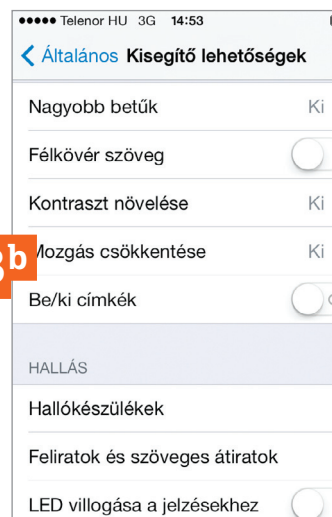 Telenor HU 3G 14:53
Általános Kisegítő lehetőségek
Nagyobb betűk Ki
Félkövér szöveg
Kontraszt növelése Ki
Mozgás csökkentése Ki
b
Be/ki címkék
HALLÁS
Hallókészülékek
Feliratok és szöveges átiratok
LED villogása a jelzésekhez